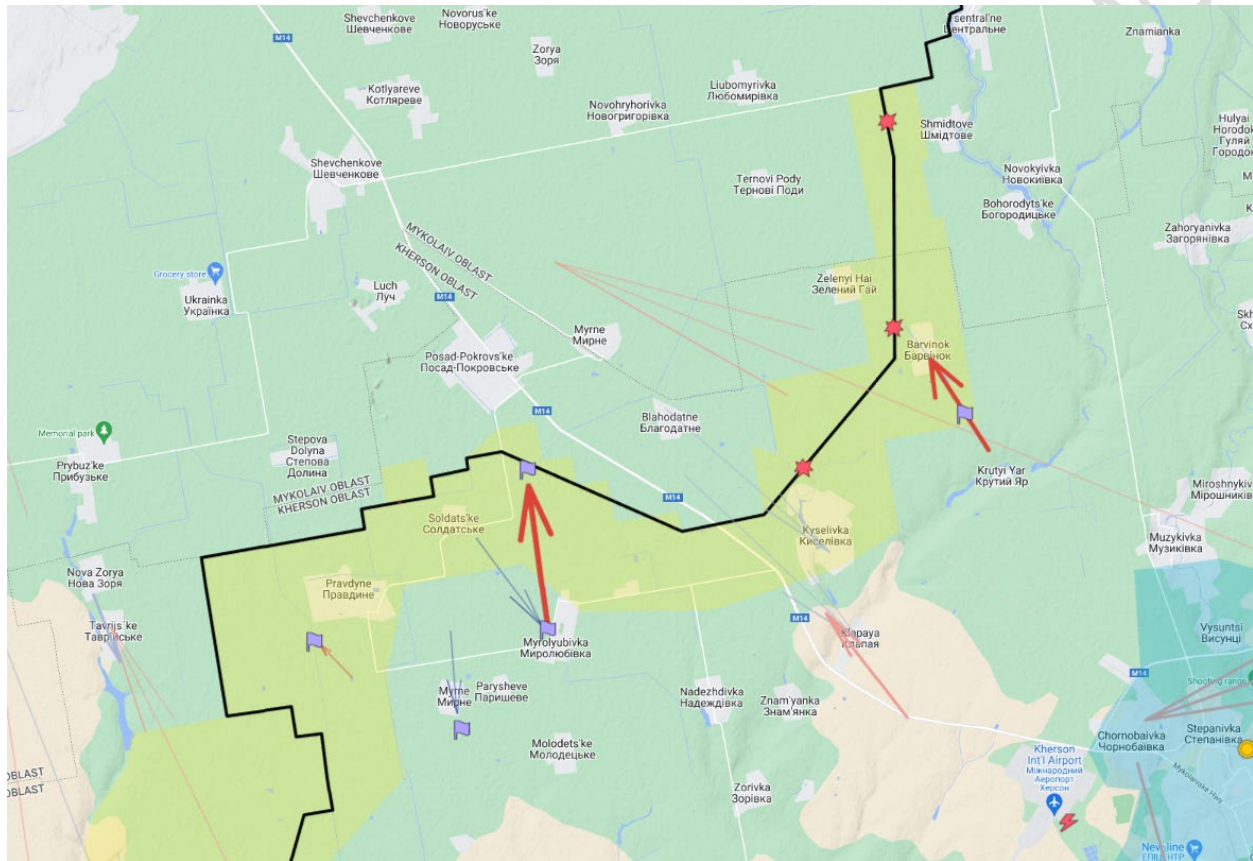 Shevchenkove
Шевченкове
Novorus'ke
Новоруське
M14
Zorya
Зоря
sentral'ne
Центральне
Znamianka
Kotlyareve
Котляреве
Liubomyrivka
Любомирівка
Novohryhorivka
Новогригорівка
Shmidtove
Шмідтове
Hulyai
Horodok
Гуляй
Городок
Shevchenkove
Шевченкове
Ternovi Pody
Тернові Поди
Novokyivka
Новокиївка
Bohorodyts'ke
Богородицьке
Zahoryanivka
Загорянівка
MYKOLAIV OBLAST
KHERSON OBLAST
Grocery store
Ukrainka
Українка
Luch
Луч
M14
Zelenyi Hai
Зелений Гай
Myrne
Мирне
Barvinok
Барвінок
Posad-Pokrovs'ke
Посад-Покровське
M14
Blahodatne
Благодатне
Memorial park
Prybuz'ke
Прибузьке
Stepova
Dolyna
Степова
Долина
MYKOLAIV OBLAST
KHERSON OBLAST
Krutyi Yar
Крутий Яр
M14
Soldats'ke
Солдатське
Kyselivka
Киселівка
Muzykivka
Музиківка
Nova Zorya
Нова Зоря
Pravdyne
Правдине
Tavrijs'ke
Таврійське
M14
Myrolyubivka
Миролюбівка
Klapaya
Клапая
Vysuntsi
Висунці
Shooting range
Myrne
Мирне
Parysheve
Паришеве
Nadezhdivka
Надеждівка
Znam'yanka
Знам'янка
Chornobaivka
Чорнобаївка
Stepanivka
Степанівка
Molodets'ke
Молодецьке
Kherson
Int'l Airport
Міжнародний
Аеропорт
Херсон
OBLAST
OBLAST
Zorivka
Зорівка